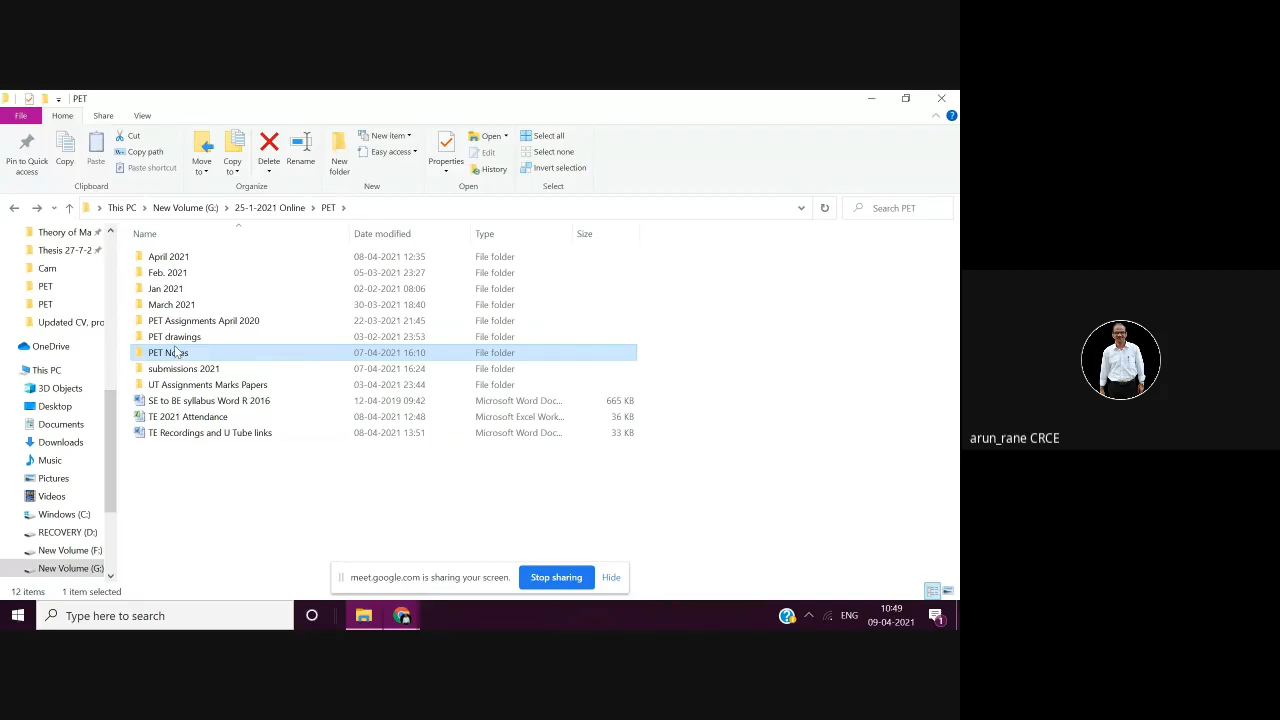 PET
File Home Share View
Pin to Quick access
Copy
Paste
Cut
Copy path
Paste shortcut
Move to
Copy to
Delete
Rename
New folder
New item
Easy access
Properties
Open
Edit
History
Select all
Select none
Invert selection
Clipboard Organize New Open Select
This PC New Volume (G:) 25-1-2021 Online PET
Search PET
Theory of Ma
Thesis 27-7-2
Cam
PET
PET
Updated CV, pro
OneDrive
This PC
3D Objects
Desktop
Documents
Downloads
Music
Pictures
Videos
Windows (C:)
RECOVERY (D:)
New Volume (F:)
New Volume (G:)
Name Date modified Type Size
April 2021 08-04-2021 12:35 File folder
Feb. 2021 05-03-2021 23:27 File folder
Jan 2021 02-02-2021 08:06 File folder
March 2021 30-03-2021 18:40 File folder
PET Assignments April 2020 22-03-2021 21:45 File folder
PET drawings 03-02-2021 23:53 File folder
PET Notes 07-04-2021 16:10 File folder
submissions 2021 07-04-2021 16:24 File folder
UT Assignments Marks Papers 03-04-2021 23:44 File folder
SE to BE syllabus Word R 2016 12-04-2019 09:42 Microsoft Word Doc... 665 KB
TE 2021 Attendance 08-04-2021 12:48 Microsoft Excel Work... 36 KB
TE Recordings and U Tube links 08-04-2021 13:51 Microsoft Word Doc... 33 KB
meet.google.com is sharing your screen. Stop sharing Hide
12 items 1 item selected
Type here to search
ENG
10:49
09-04-2021
1
arun_rane CRCE